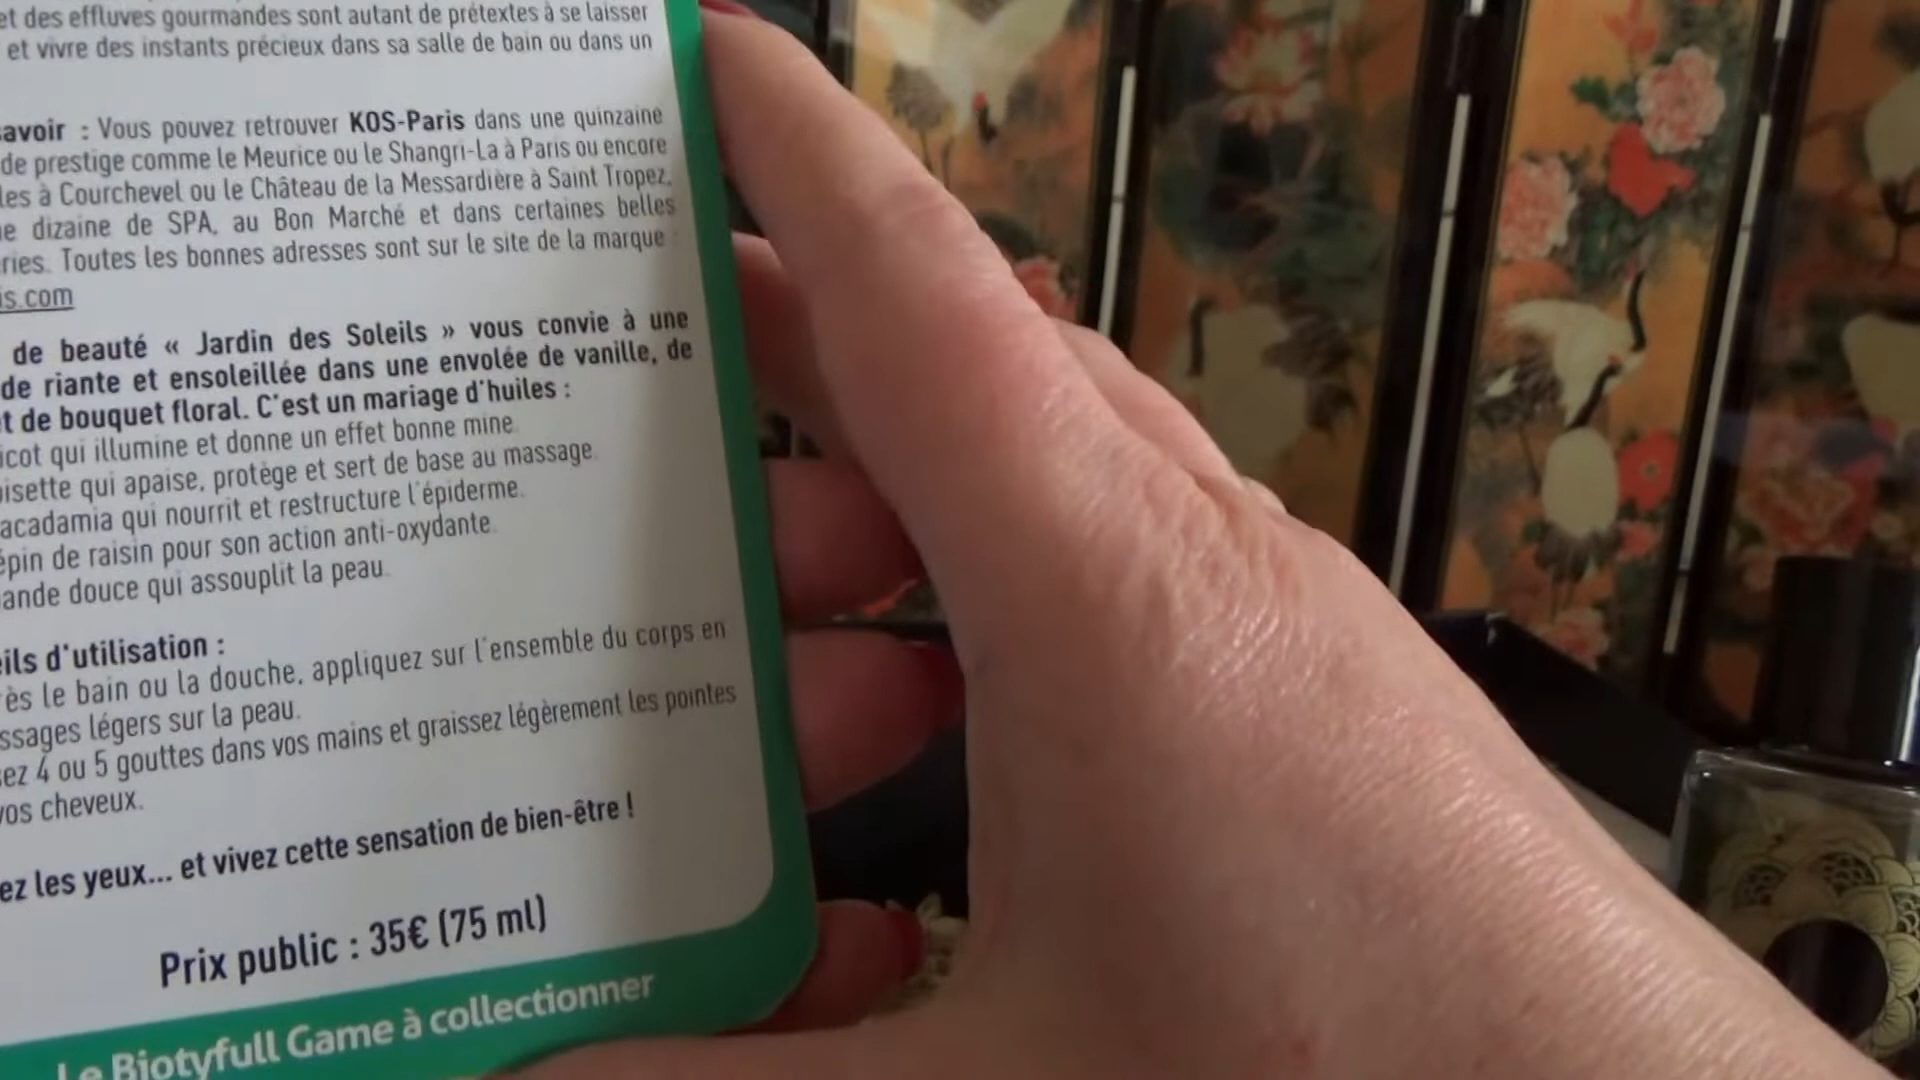 et des effluves gourmandes sont autant de prétextes à se laisser
et vivre des instants précieux dans sa salle de bain ou dans un
avoir : Vous pouvez retrouver KOS-Paris dans une quinzaine
de prestige comme le Meurice ou le Shangri-La à Paris ou encore
les à Courchevel ou le Château de la Messardière à Saint Tropez,
e dizaine de SPA, au Bon Marché et dans certaines belles
ries. Toutes les bonnes adresses sont sur le site de la marque :
is.com
de beauté « Jardin des Soleils » vous convie à une
de riante et ensoleillée dans une envolée de vanille, de
t de bouquet floral. C'est un mariage d'huiles :
icot qui illumine et donne un effet bonne mine.
isette qui apaise, protège et sert de base au massage.
acadamia qui nourrit et restructure l'épiderme.
épin de raisin pour son action anti-oxydante.
ande douce qui assouplit la peau.
ils d'utilisation :
ès le bain ou la douche, appliquez sur l'ensemble du corps en
ssages légers sur la peau.
ez 4 ou 5 gouttes dans vos mains et graissez légèrement les pointes
vos cheveux.
ez les yeux... et vivez cette sensation de bien-être !
Prix public : 35€ (75 ml)
Le Biotyfull Game à collectionner